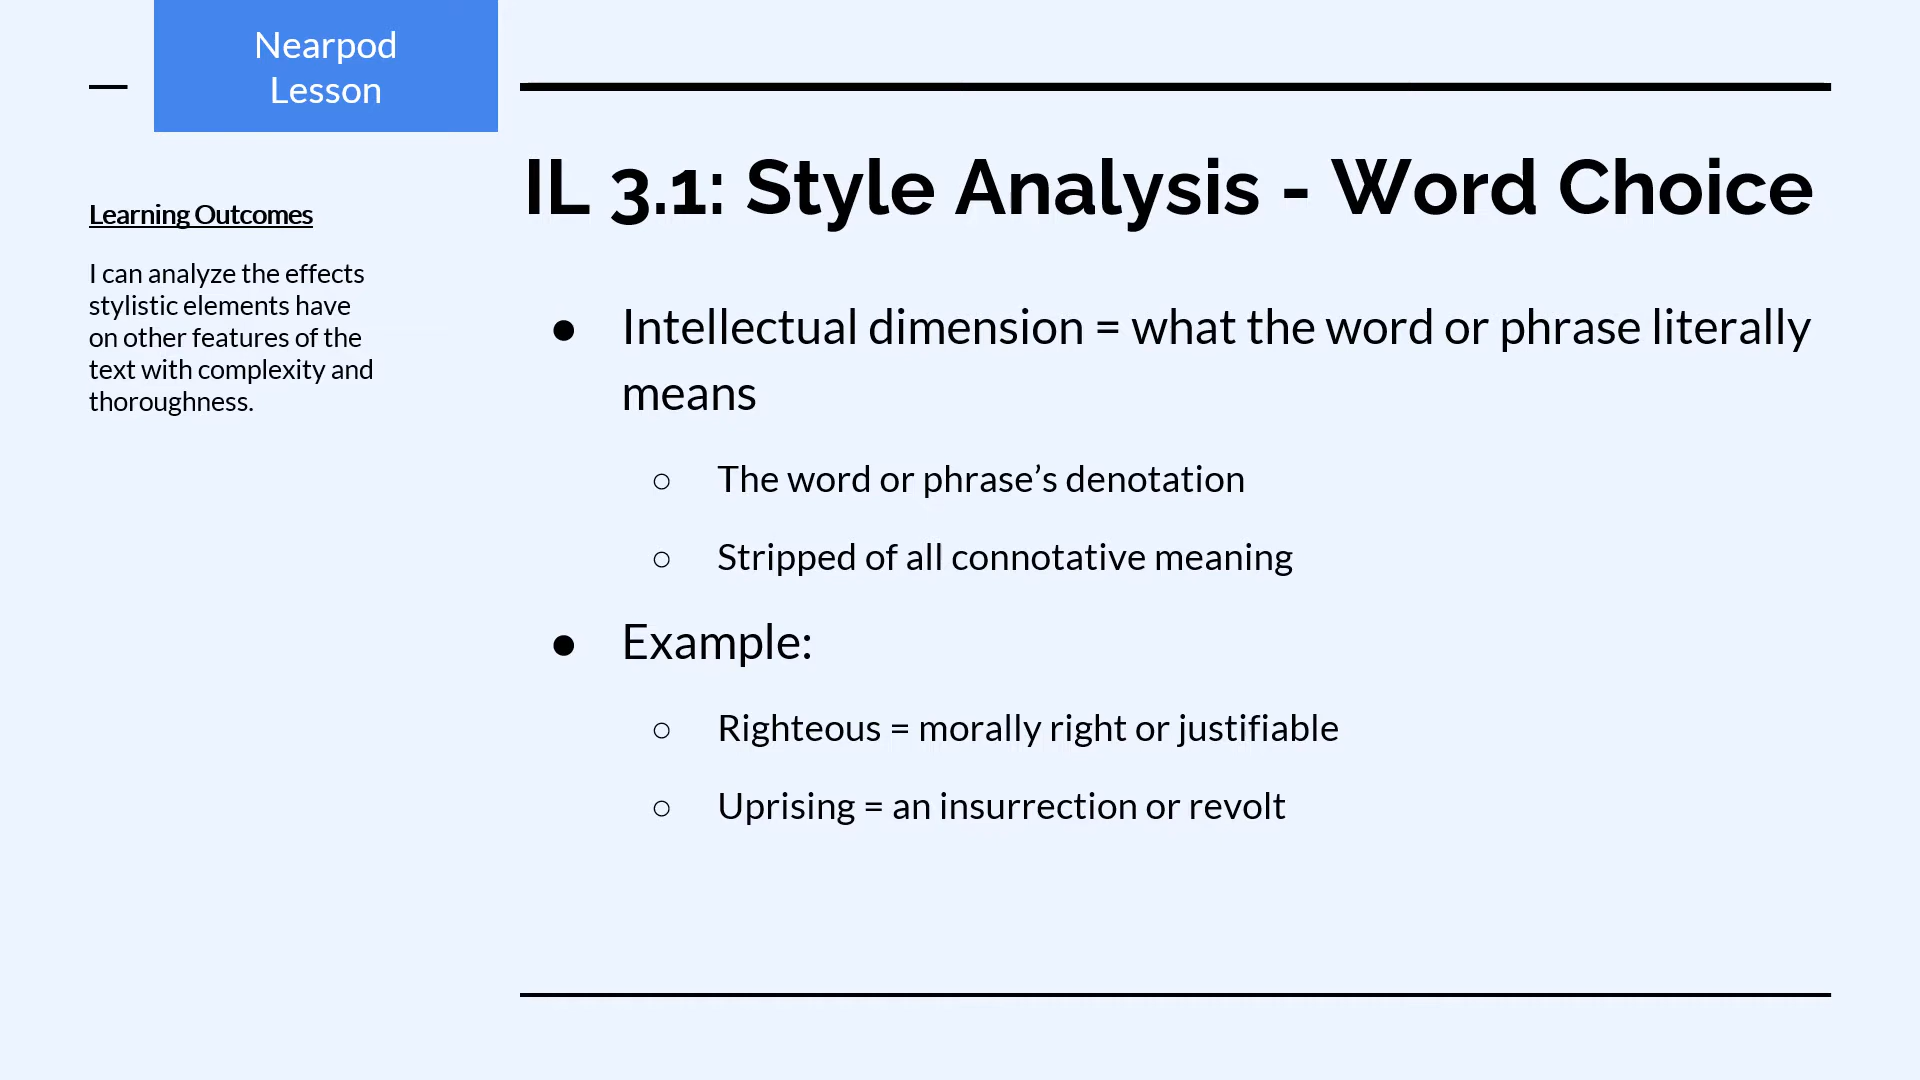 Nearpod
Lesson
IL 3.1: Style Analysis - Word Choice
Learning Outcomes
I can analyze the effects
stylistic elements have
on other features of the
text with complexity and
thoroughness.
● Intellectual dimension = what the word or phrase literally
means
○ The word or phrase’s denotation
○ Stripped of all connotative meaning
● Example:
○ Righteous = morally right or justifiable
○ Uprising = an insurrection or revolt